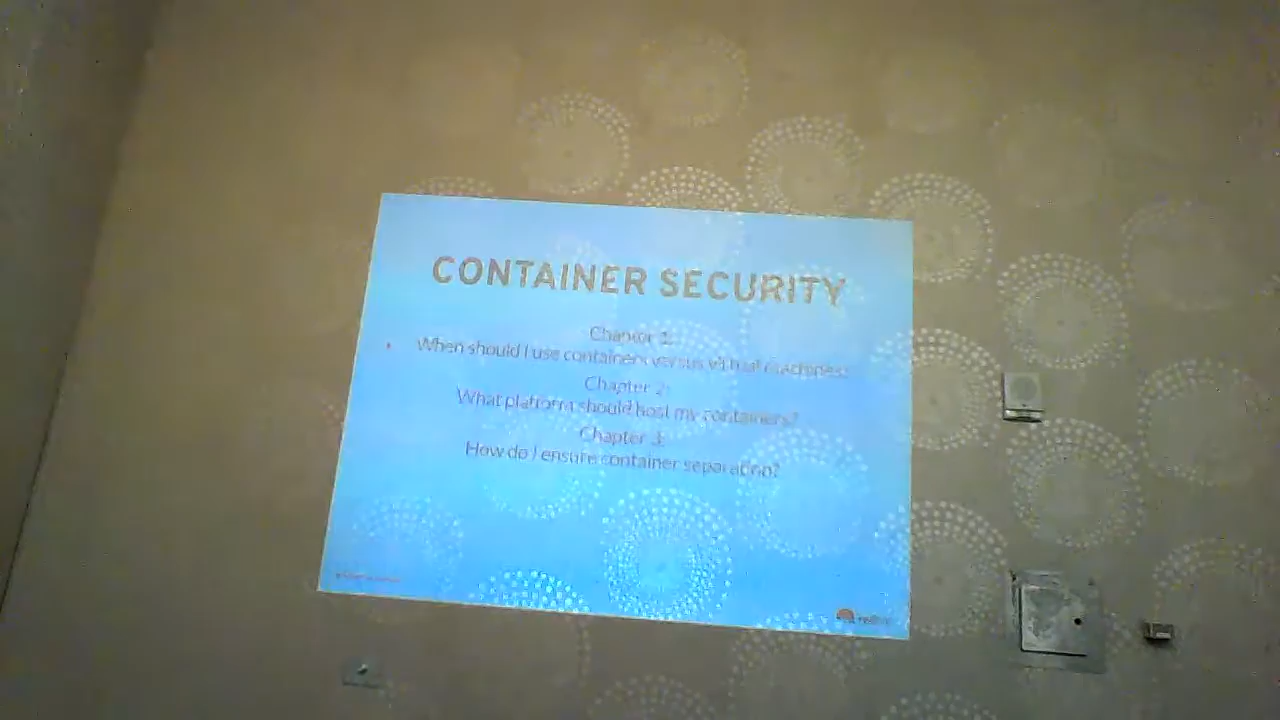 CONTAINER SECURITY
Chapter 1:
When should I use containers versus virtual machines?
Chapter 2:
What platform should host my containers?
Chapter 3:
How do I ensure container separation?
redhat